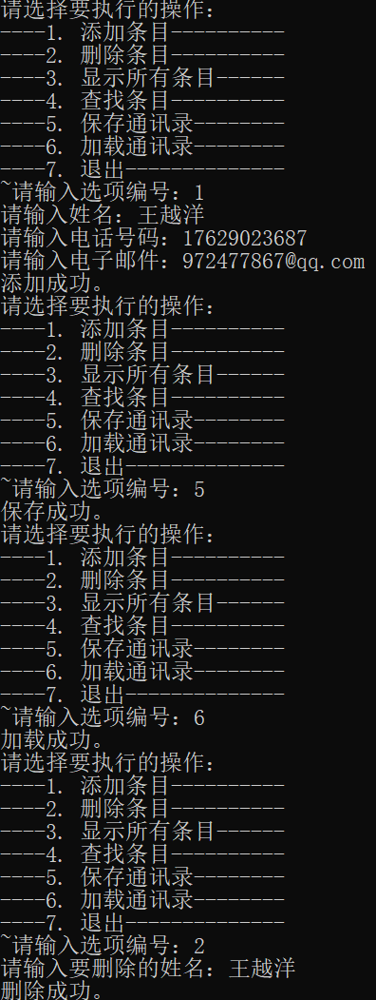 请选择要执行的操作：
----1. 添加条目----------
----2. 删除条目----------
----3. 显示所有条目------
----4. 查找条目----------
----5. 保存通讯录--------
----6. 加载通讯录--------
----7. 退出--------------
~请输入选项编号：1
请输入姓名：王越洋
请输入电话号码：17629023687
请输入电子邮件：972477867@qq.com
添加成功。
请选择要执行的操作：
----1. 添加条目----------
----2. 删除条目----------
----3. 显示所有条目------
----4. 查找条目----------
----5. 保存通讯录--------
----6. 加载通讯录--------
----7. 退出--------------
~请输入选项编号：5
保存成功。
请选择要执行的操作：
----1. 添加条目----------
----2. 删除条目----------
----3. 显示所有条目------
----4. 查找条目----------
----5. 保存通讯录--------
----6. 加载通讯录--------
----7. 退出--------------
~请输入选项编号：6
加载成功。
请选择要执行的操作：
----1. 添加条目----------
----2. 删除条目----------
----3. 显示所有条目------
----4. 查找条目----------
----5. 保存通讯录--------
----6. 加载通讯录--------
----7. 退出--------------
~请输入选项编号：2
请输入要删除的姓名：王越洋
删除成功。